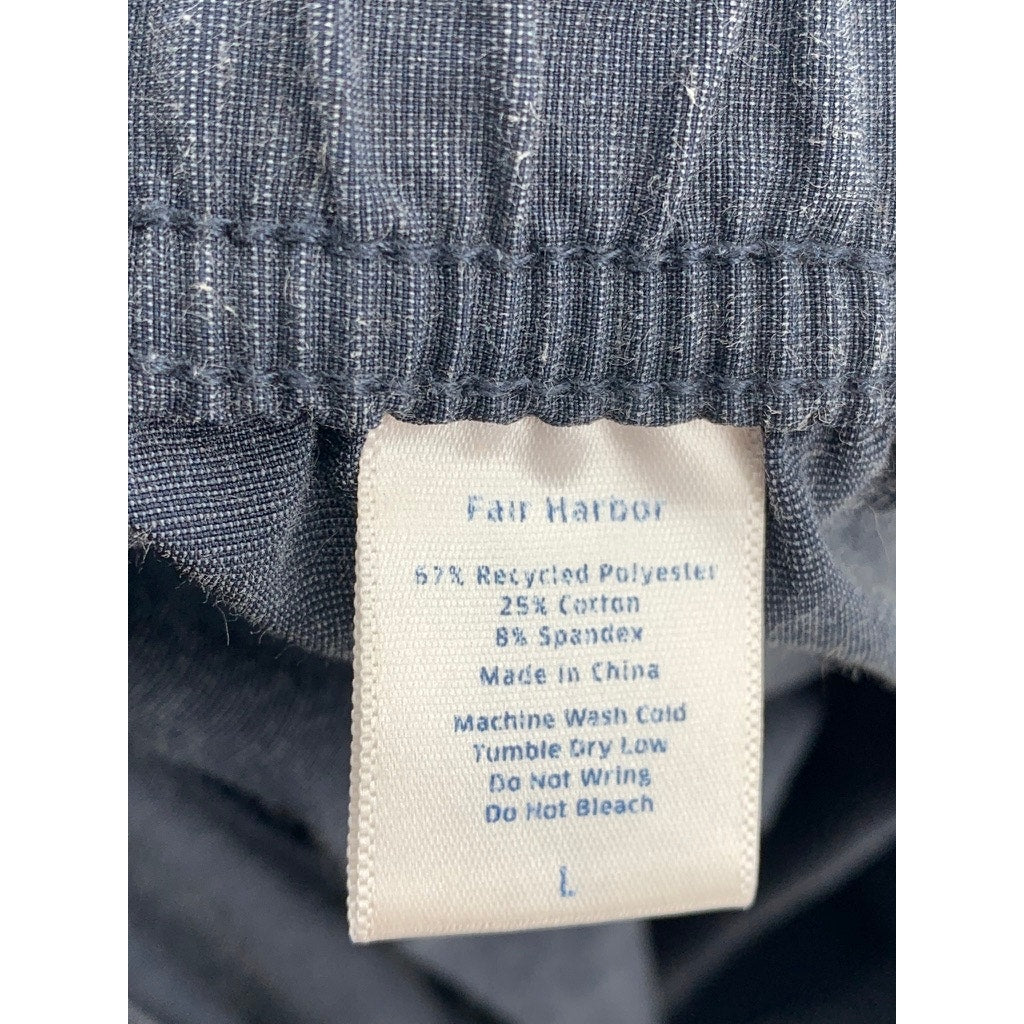 Fair Harbor
67% Recycled Polyester
25% Cotton
8% Spandex
Made in China
Machine Wash Cold
Tumble Dry Low
Do Not Wring
Do Not Bleach
L